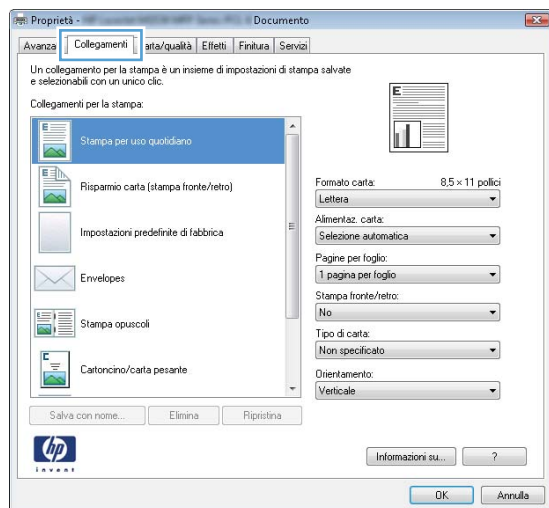 Proprietà - Documento
Avanza Collegamenti arta/qualità Effetti Finitura Servizi
Un collegamento per la stampa è un insieme di impostazioni di stampa salvate
e selezionabili con un unico clic.
Collegamenti per la stampa:
Stampa per uso quotidiano
Risparmio carta (stampa fronte/retro)
Impostazioni predefinite di fabbrica
Envelopes
Stampa opuscoli
Cartoncino/carta pesante
Salva con nome... Elimina Ripristina
E
Formato carta: 8,5 × 11 pollici
Lettera
Alimentaz. carta:
Selezione automatica
Pagine per foglio:
1 pagina per foglio
Stampa fronte/retro:
No
Tipo di carta:
Non specificato
Orientamento:
Verticale
hp
invent
Informazioni su... ?
OK Annulla